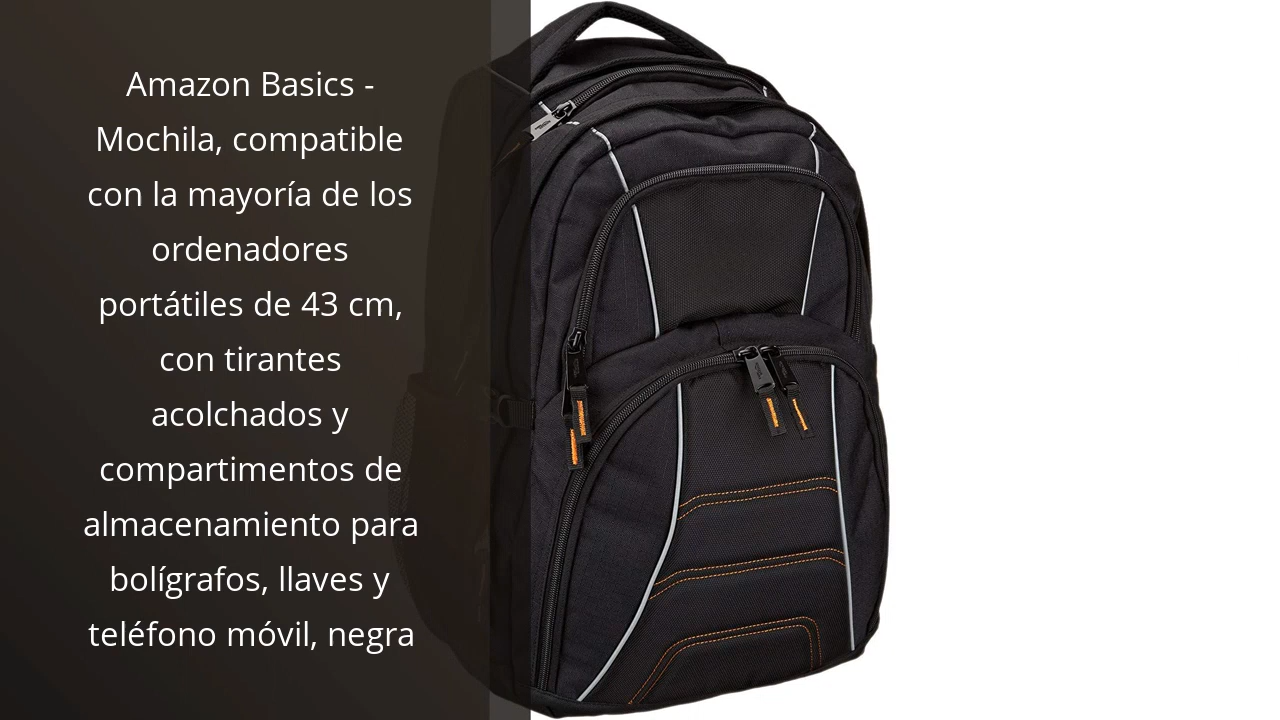 Amazon Basics -
Mochila, compatible
con la mayoría de los
ordenadores
portátiles de 43 cm,
con tirantes
acolchados y
compartimentos de
almacenamiento para
bolígrafos, llaves y
teléfono móvil, negra